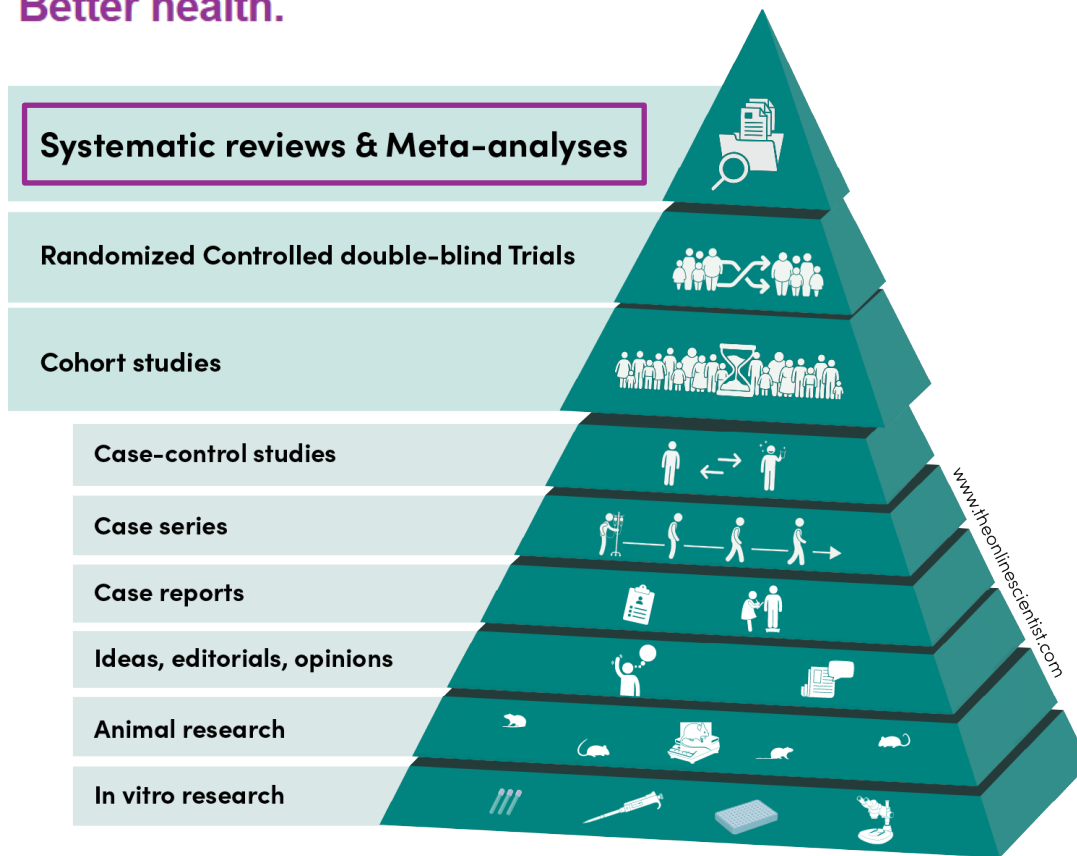 Better health.
Systematic reviews & Meta-analyses
Randomized Controlled double-blind Trials
Cohort studies
Case-control studies
Case series
Case reports
Ideas, editorials, opinions
Animal research
In vitro research
www.theonlinescientist.com